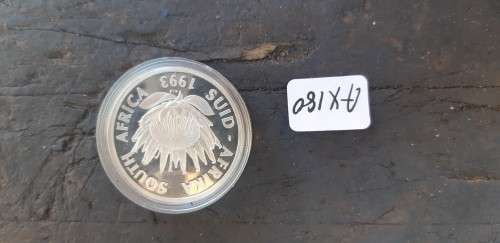 SUID - AFRIKA
SOUTH AFRICA
1993
AX180